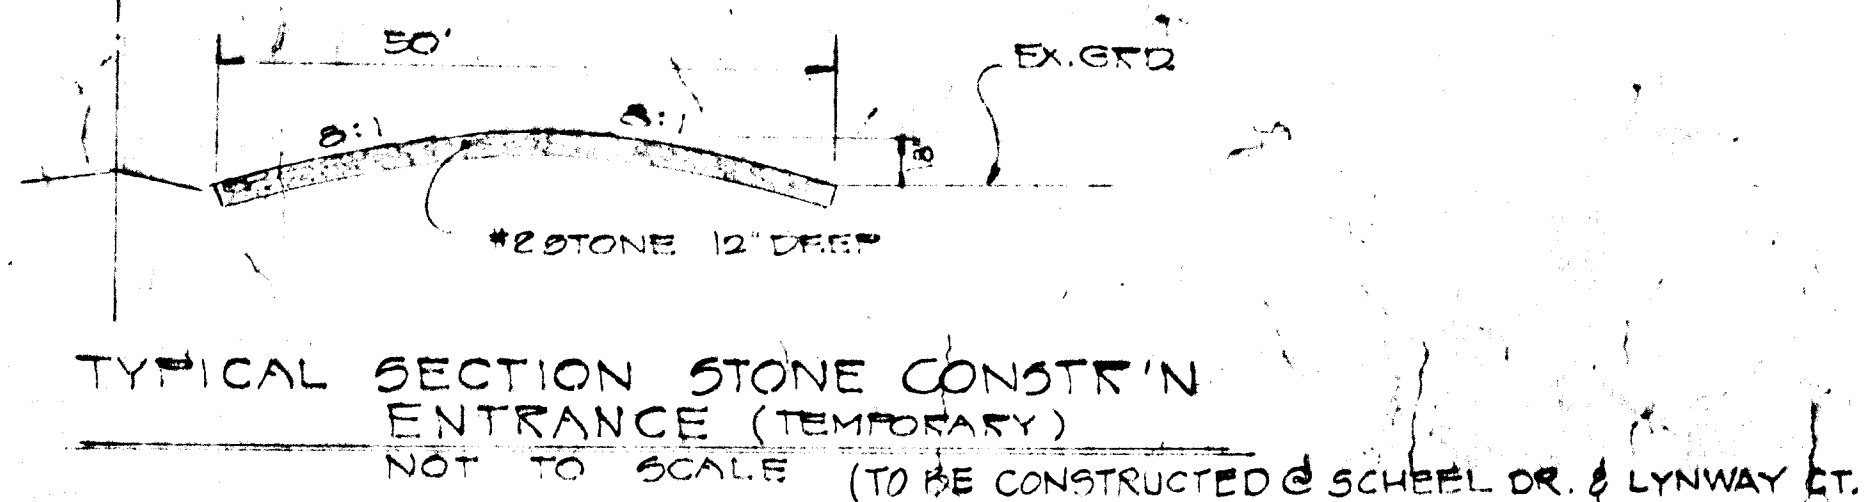 50'
EX. GRD
8:1 8:1
#2 STONE 12" DEEP
TYPICAL SECTION STONE CONSTR'N
ENTRANCE (TEMPORARY)
NOT TO SCALE (TO BE CONSTRUCTED @ SCHEEL DR. & LYNWAY CT.